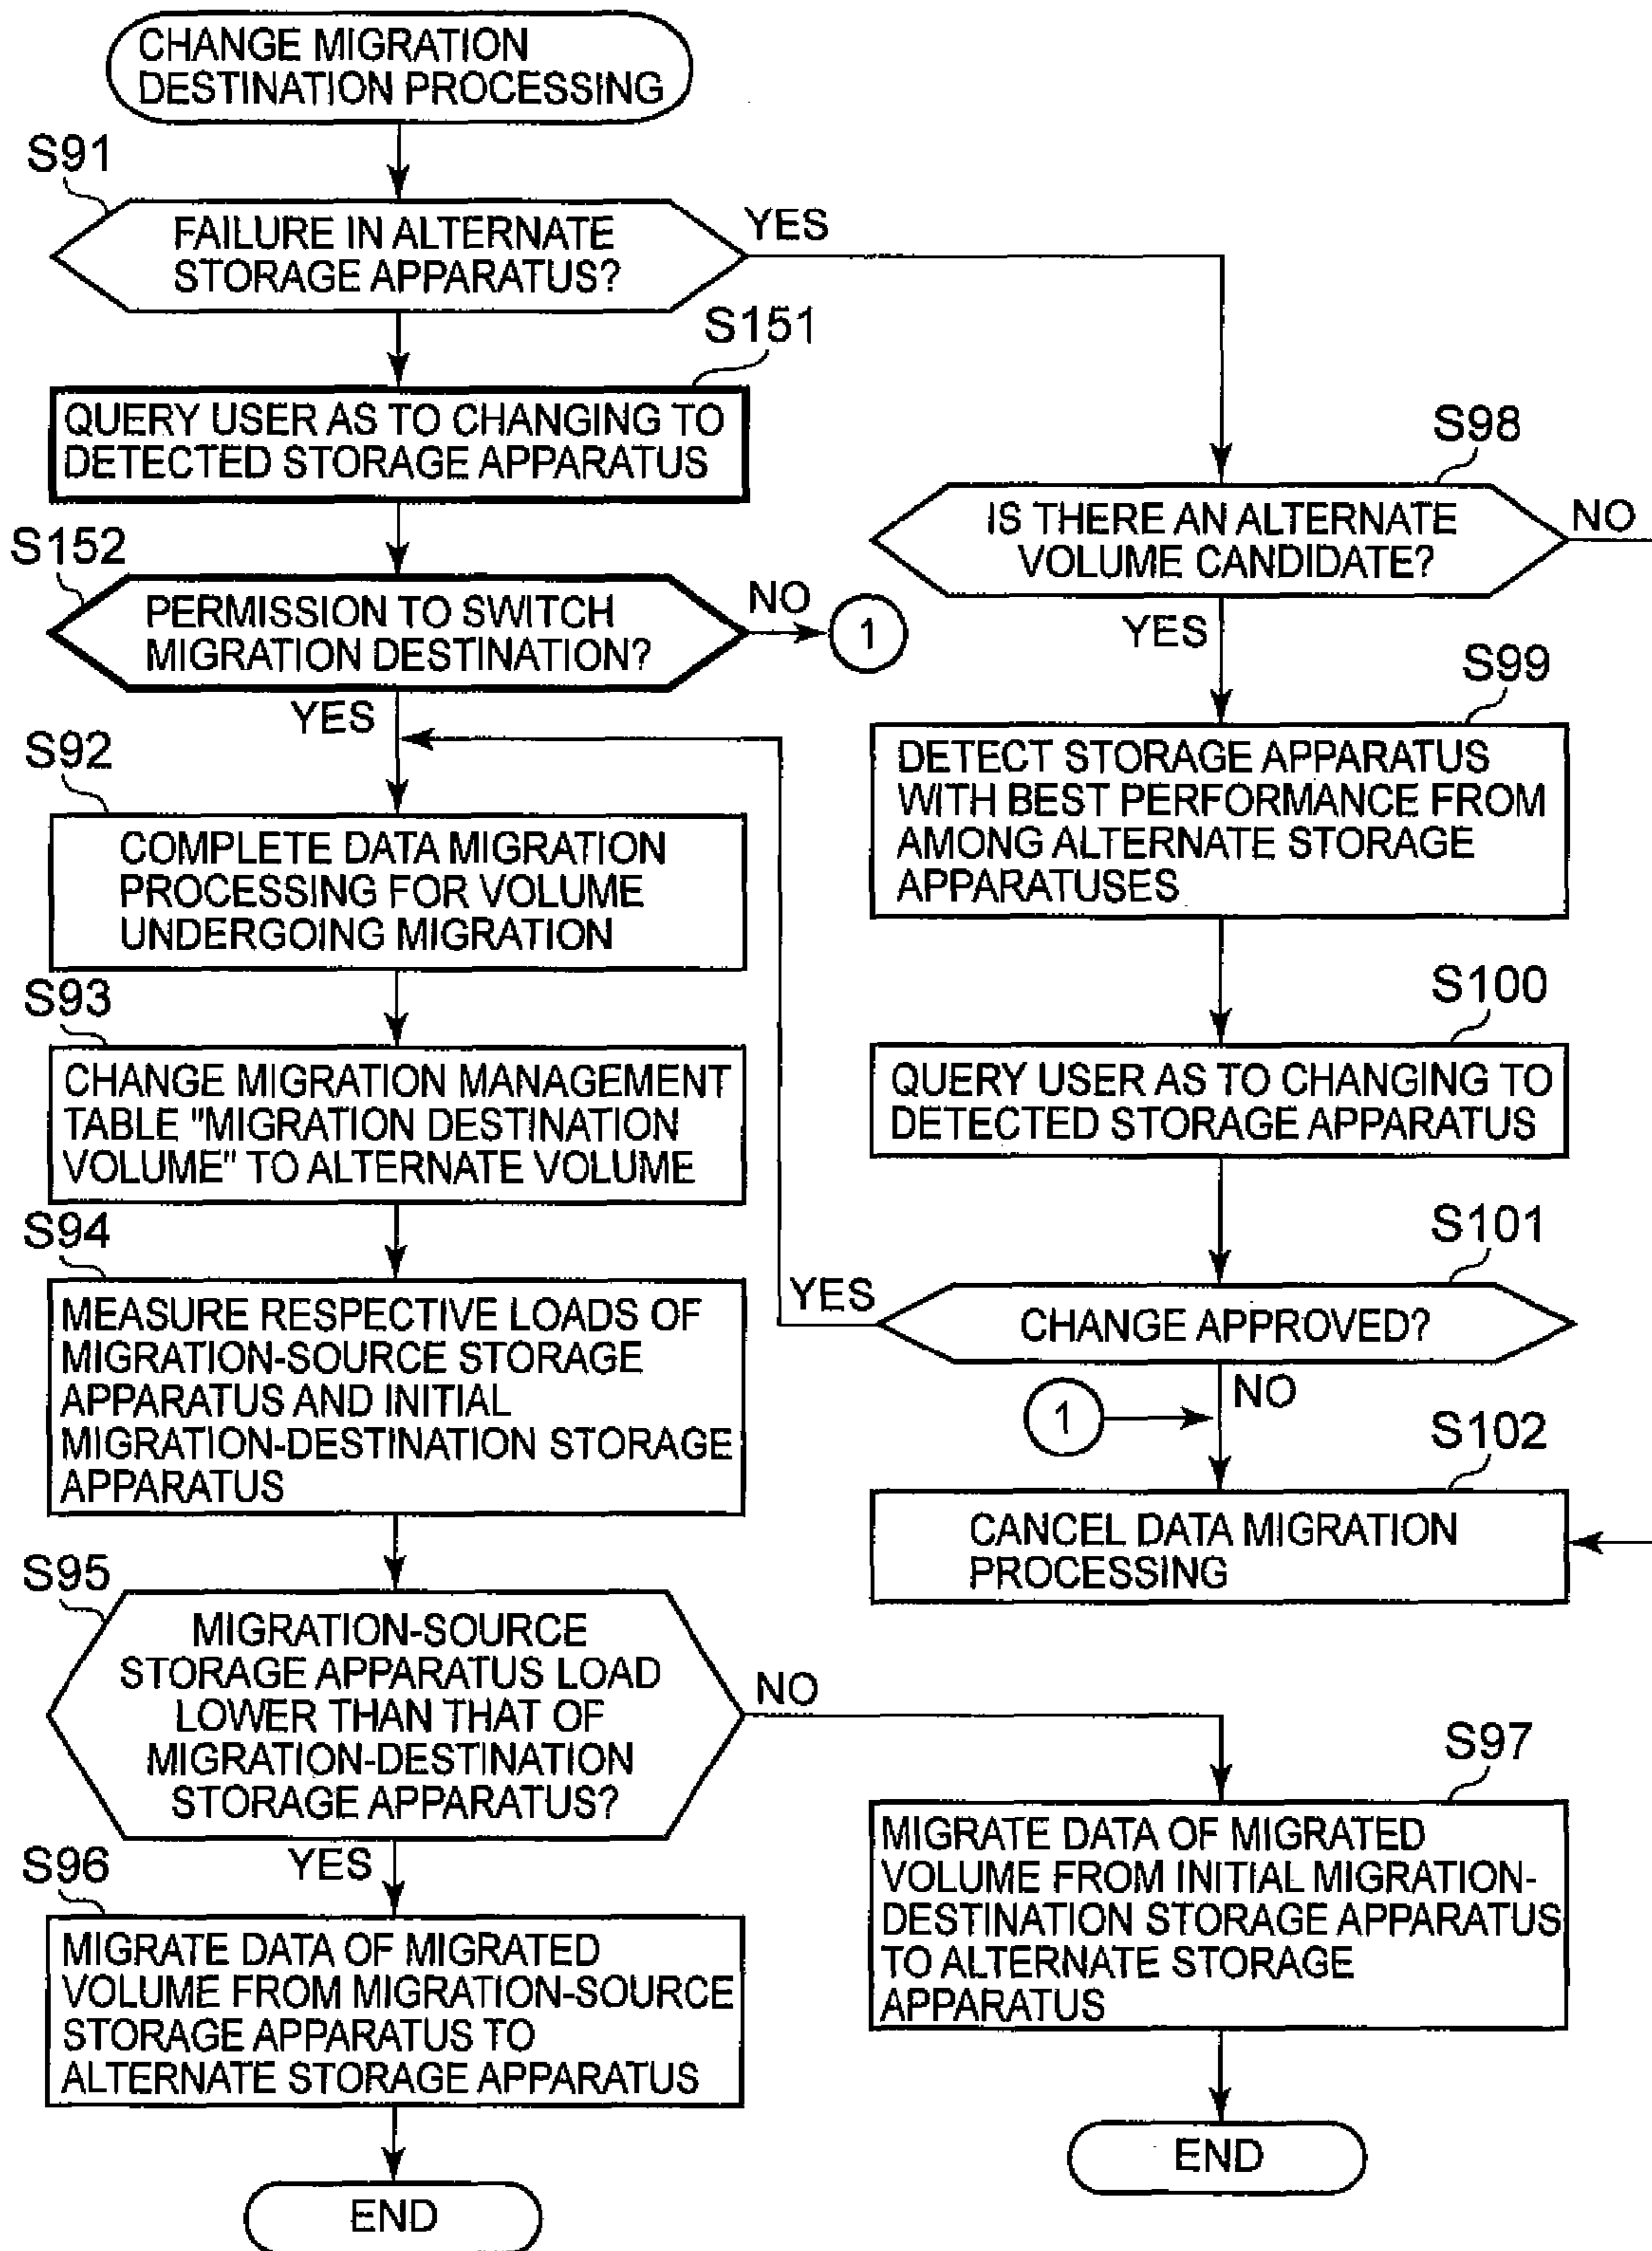 CHANGE MIGRATION
DESTINATION PROCESSING
S91
FAILURE IN ALTERNATE
STORAGE APPARATUS?
YES
S151
QUERY USER AS TO CHANGING TO
DETECTED STORAGE APPARATUS
S152
PERMISSION TO SWITCH
MIGRATION DESTINATION?
NO
1
YES
S92
COMPLETE DATA MIGRATION
PROCESSING FOR VOLUME
UNDERGOING MIGRATION
S93
CHANGE MIGRATION MANAGEMENT
TABLE "MIGRATION DESTINATION
VOLUME" TO ALTERNATE VOLUME
S94
MEASURE RESPECTIVE LOADS OF
MIGRATION-SOURCE STORAGE
APPARATUS AND INITIAL
MIGRATION-DESTINATION STORAGE
APPARATUS
S95
MIGRATION-SOURCE
STORAGE APPARATUS LOAD
LOWER THAN THAT OF
MIGRATION-DESTINATION
STORAGE APPARATUS?
NO
YES
S96
MIGRATE DATA OF MIGRATED
VOLUME FROM MIGRATION-SOURCE
STORAGE APPARATUS TO
ALTERNATE STORAGE APPARATUS
END
S98
IS THERE AN ALTERNATE
VOLUME CANDIDATE?
NO
YES
S99
DETECT STORAGE APPARATUS
WITH BEST PERFORMANCE FROM
AMONG ALTERNATE STORAGE
APPARATUSES
S100
QUERY USER AS TO CHANGING TO
DETECTED STORAGE APPARATUS
S101
YES
CHANGE APPROVED?
NO
1
S102
CANCEL DATA MIGRATION
PROCESSING
S97
MIGRATE DATA OF MIGRATED
VOLUME FROM INITIAL MIGRATION-
DESTINATION STORAGE APPARATUS
TO ALTERNATE STORAGE
APPARATUS
END